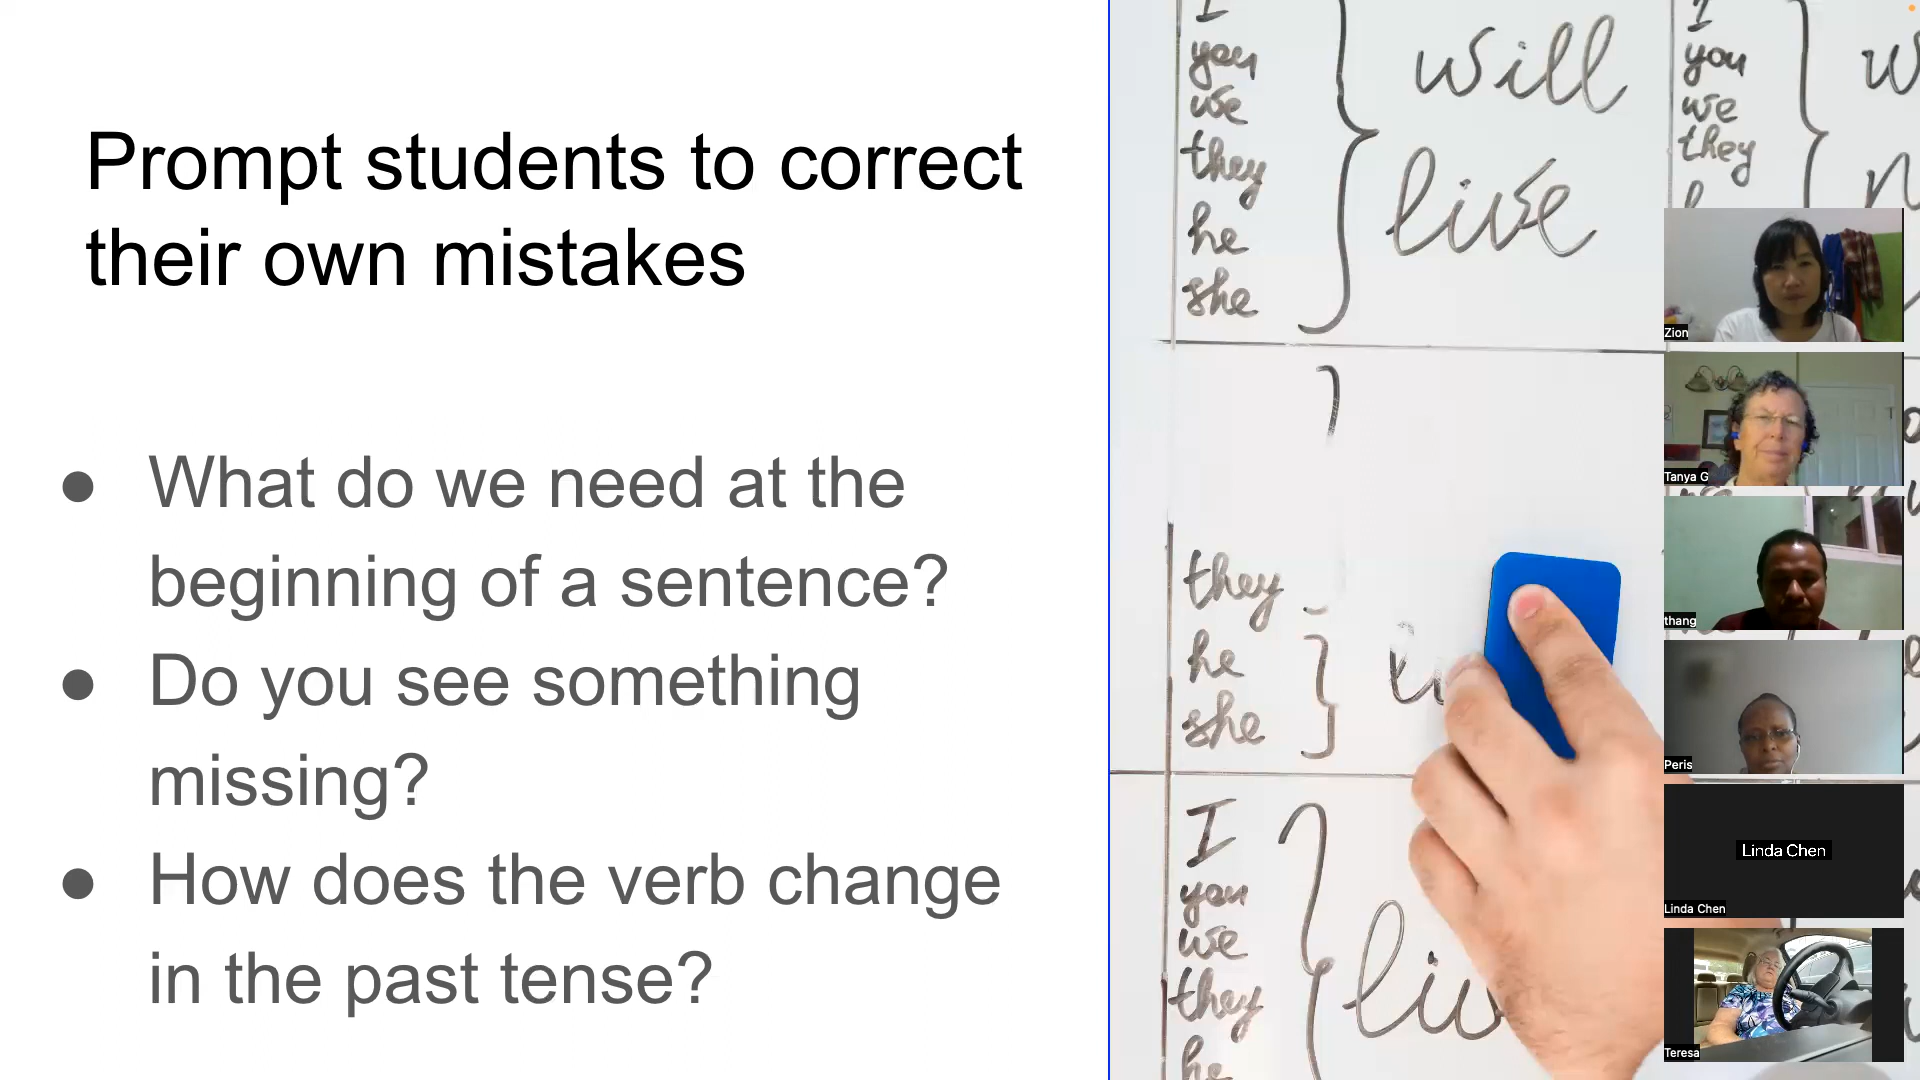 Prompt students to correct
their own mistakes
● What do we need at the
beginning of a sentence?
● Do you see something
missing?
● How does the verb change
in the past tense?
I
you
we
they
he
she
will
live
I
you
we
they
they
he
she
I
you
we
they
he
Zion
Tanya G
thang
Peris
Linda Chen
Linda Chen
Teresa